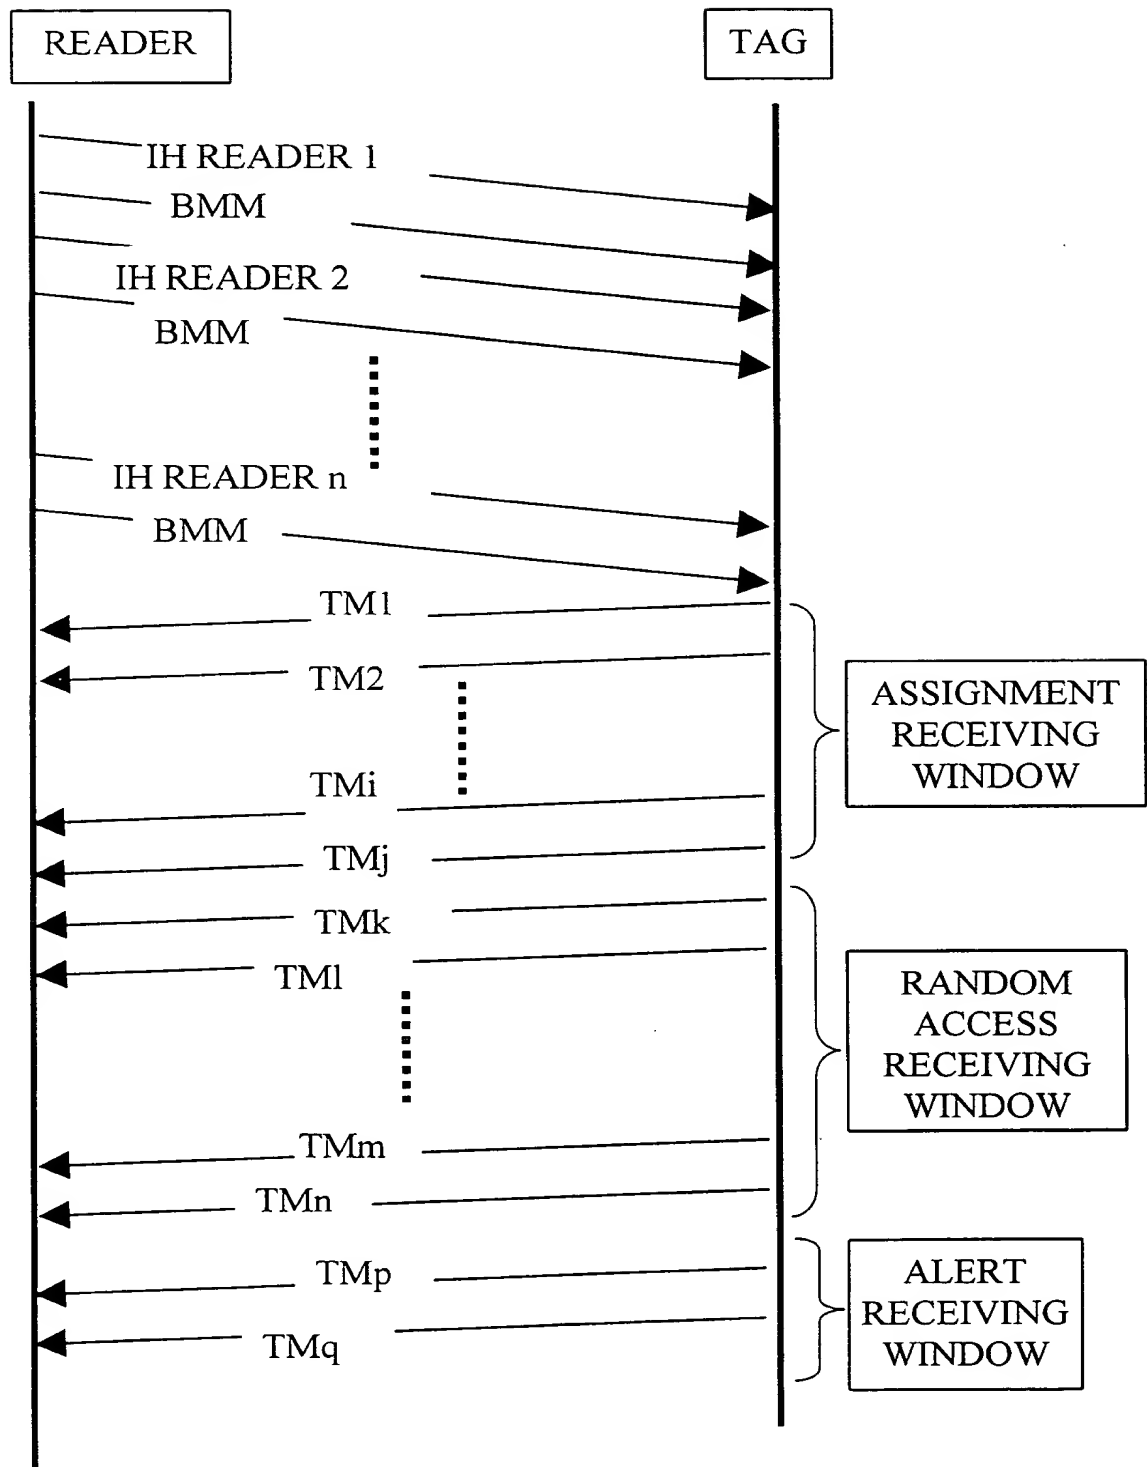 READER
TAG
IH READER 1
BMM
IH READER 2
BMM
IH READER n
BMM
TM1
TM2
ASSIGNMENT
RECEIVING
WINDOW
TMi
TMj
TMk
TMl
RANDOM
ACCESS
RECEIVING
WINDOW
TMm
TMn
TMp
TMq
ALERT
RECEIVING
WINDOW